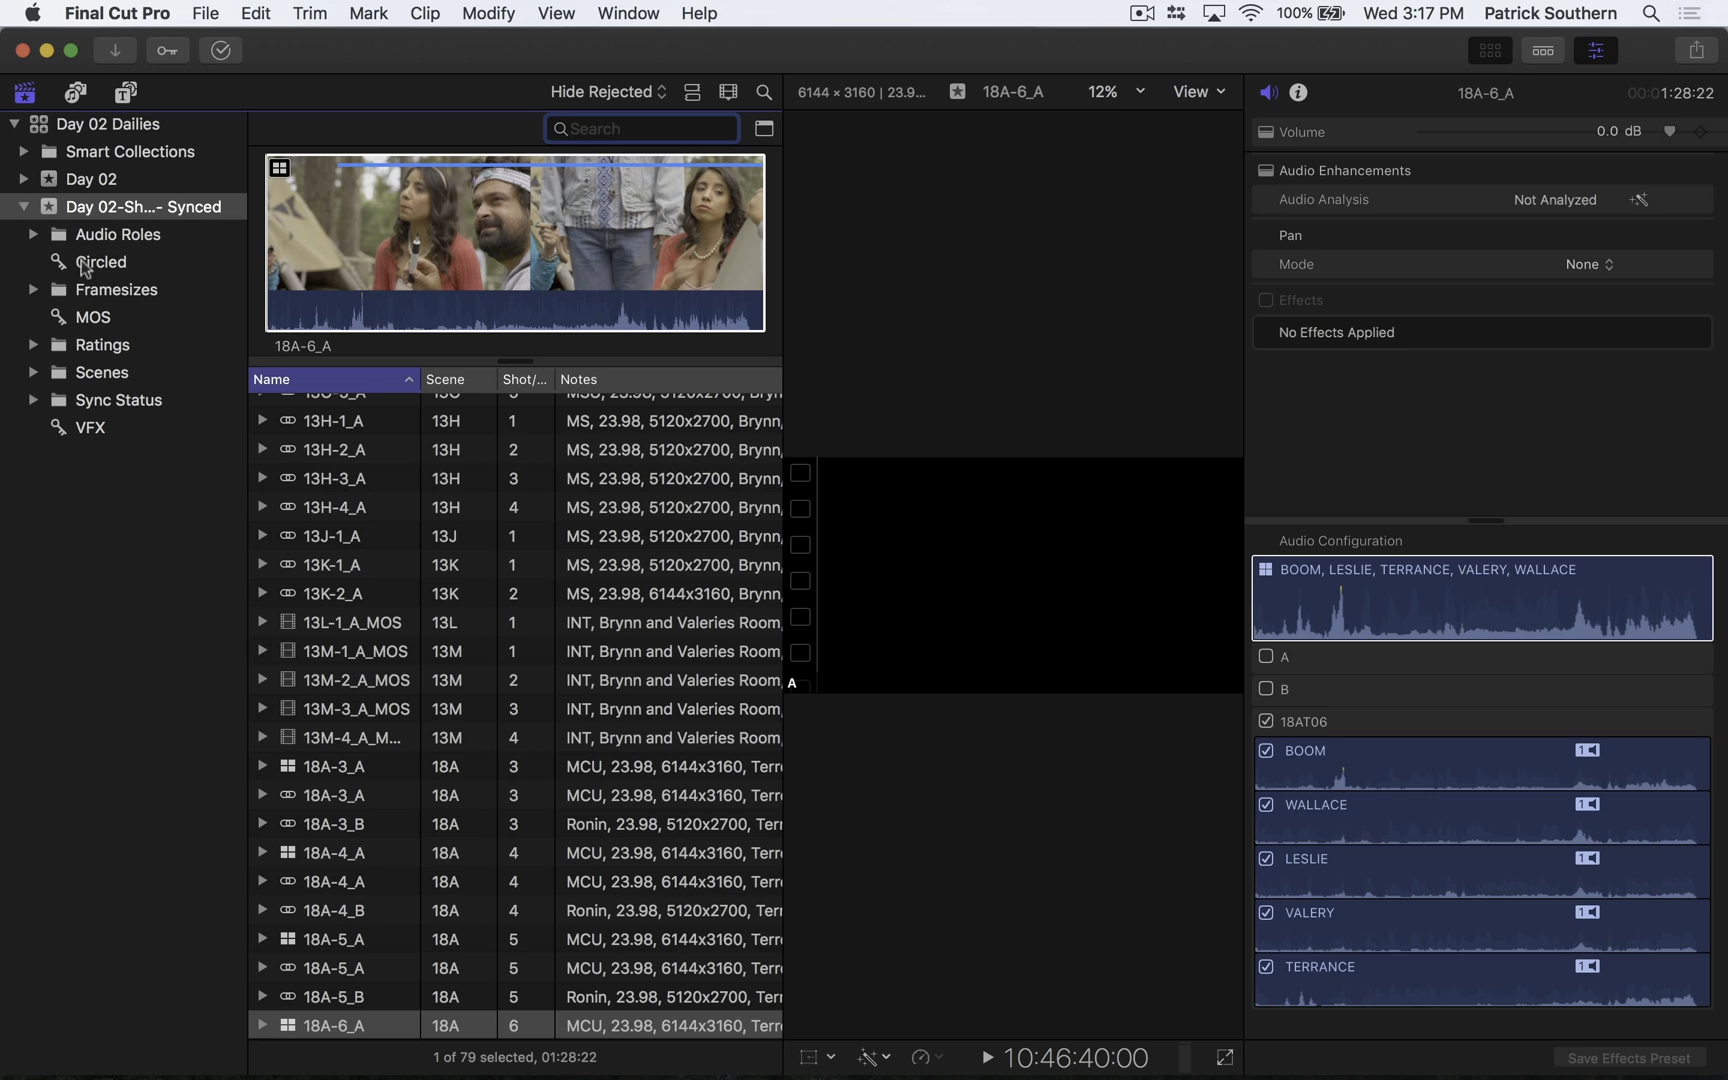 Final Cut Pro File Edit Trim Mark Clip Modify View Window Help 100% Wed 3:17 PM Patrick Southern
Hide Rejected 6144 × 3160 | 23.9... 18A-6_A 12% View 18A-6_A 00:01:28:22
Day 02 Dailies
Smart Collections
Day 02
Day 02-Sh...- Synced
Audio Roles
Circled
Framesizes
MOS
Ratings
Scenes
Sync Status
VFX
Search
18A-6_A
Name Scene Shot/... Notes
13H-1_A 13H 1 MS, 23.98, 5120x2700, Brynn,
13H-2_A 13H 2 MS, 23.98, 5120x2700, Brynn,
13H-3_A 13H 3 MS, 23.98, 5120x2700, Brynn,
13H-4_A 13H 4 MS, 23.98, 5120x2700, Brynn,
13J-1_A 13J 1 MS, 23.98, 5120x2700, Brynn,
13K-1_A 13K 1 MS, 23.98, 5120x2700, Brynn,
13K-2_A 13K 2 MS, 23.98, 6144x3160, Brynn,
13L-1_A_MOS 13L 1 INT, Brynn and Valeries Room,
13M-1_A_MOS 13M 1 INT, Brynn and Valeries Room,
13M-2_A_MOS 13M 2 INT, Brynn and Valeries Room,
13M-3_A_MOS 13M 3 INT, Brynn and Valeries Room,
13M-4_A_M... 13M 4 INT, Brynn and Valeries Room,
18A-3_A 18A 3 MCU, 23.98, 6144x3160, Terr
18A-3_A 18A 3 MCU, 23.98, 6144x3160, Terr
18A-3_B 18A 3 Ronin, 23.98, 5120x2700, Ter
18A-4_A 18A 4 MCU, 23.98, 6144x3160, Terr
18A-4_A 18A 4 MCU, 23.98, 6144x3160, Terr
18A-4_B 18A 4 Ronin, 23.98, 5120x2700, Ter
18A-5_A 18A 5 MCU, 23.98, 6144x3160, Terr
18A-5_A 18A 5 MCU, 23.98, 6144x3160, Terr
18A-5_B 18A 5 Ronin, 23.98, 5120x2700, Ter
18A-6_A 18A 6 MCU, 23.98, 6144x3160, Terr
1 of 79 selected, 01:28:22
A
10:46:40:00
Volume 0.0 dB
Audio Enhancements
Audio Analysis Not Analyzed
Pan
Mode None
Effects
No Effects Applied
Audio Configuration
BOOM, LESLIE, TERRANCE, VALERY, WALLACE
A
B
18AT06
BOOM 1
WALLACE 1
LESLIE 1
VALERY 1
TERRANCE 1
Save Effects Preset